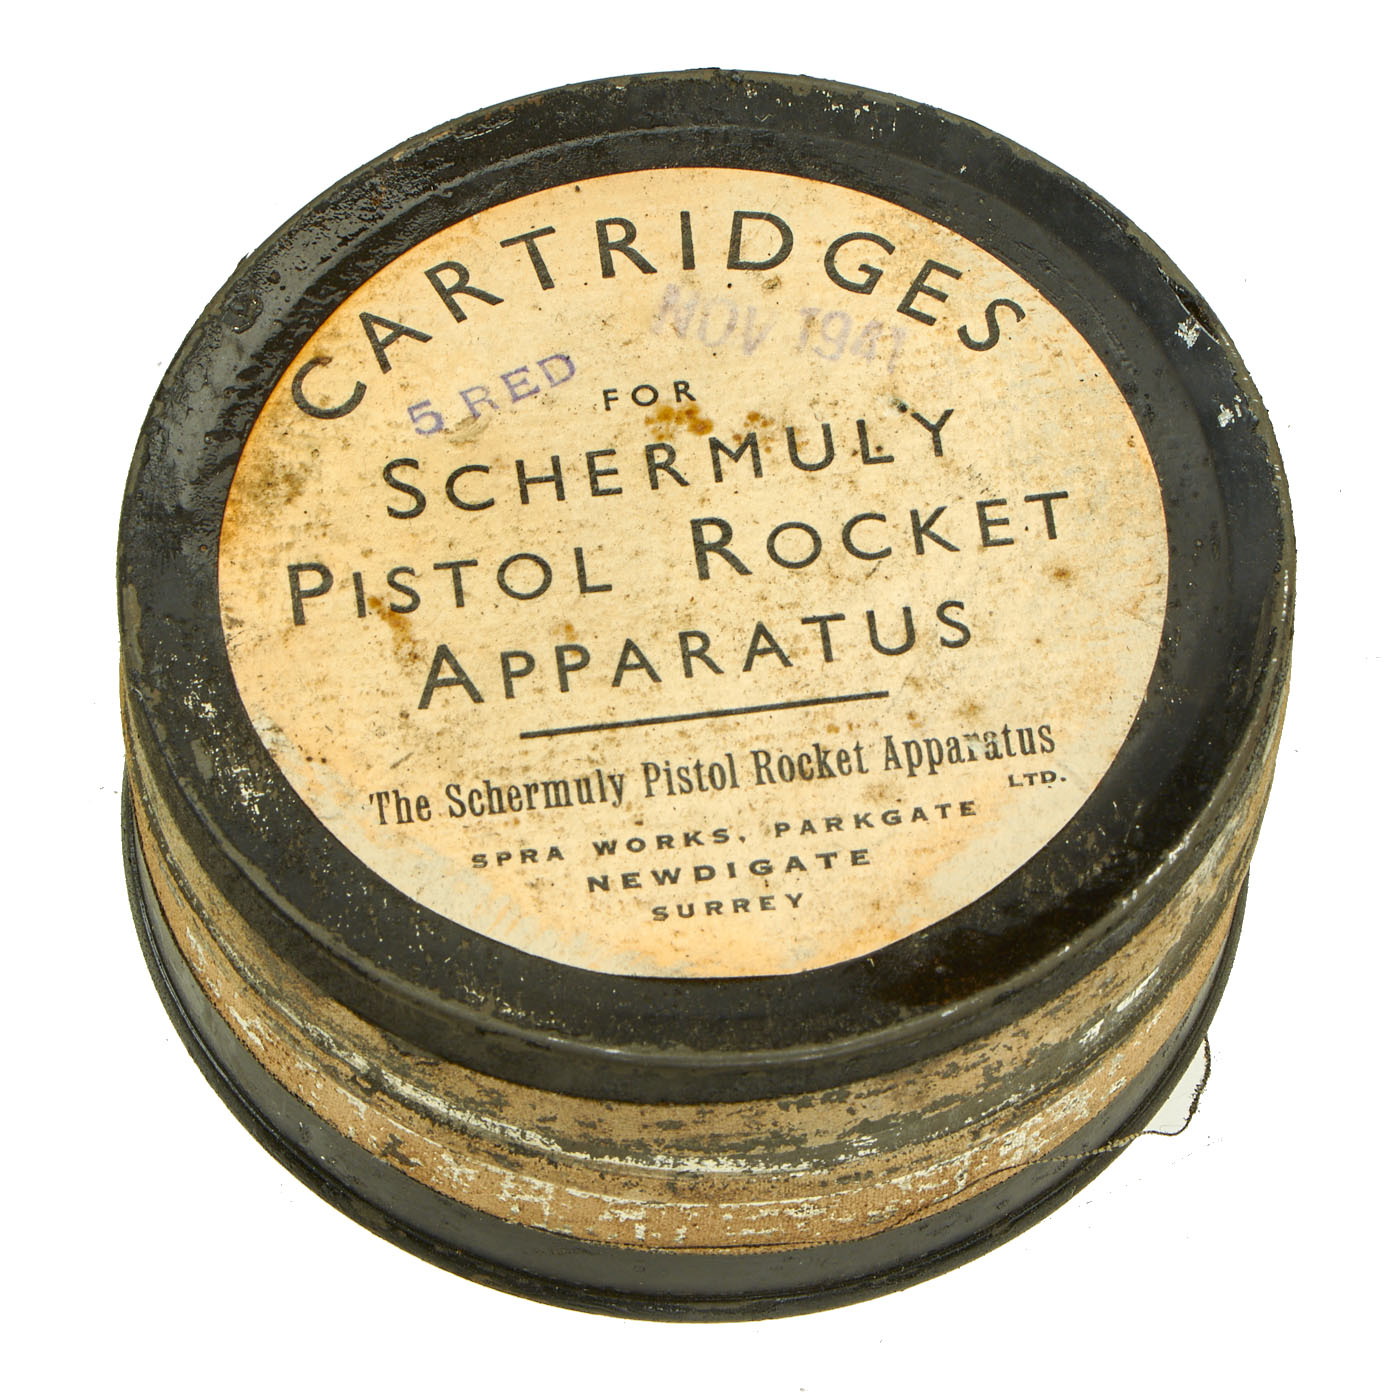 CARTRIDGES
NOV 1941
5 RED
FOR
SCHERMULY
PISTOL ROCKET
APPARATUS
The Schermuly Pistol Rocket Apparatus
LTD.
SPRA WORKS, PARKGATE
NEWDIGATE
SURREY